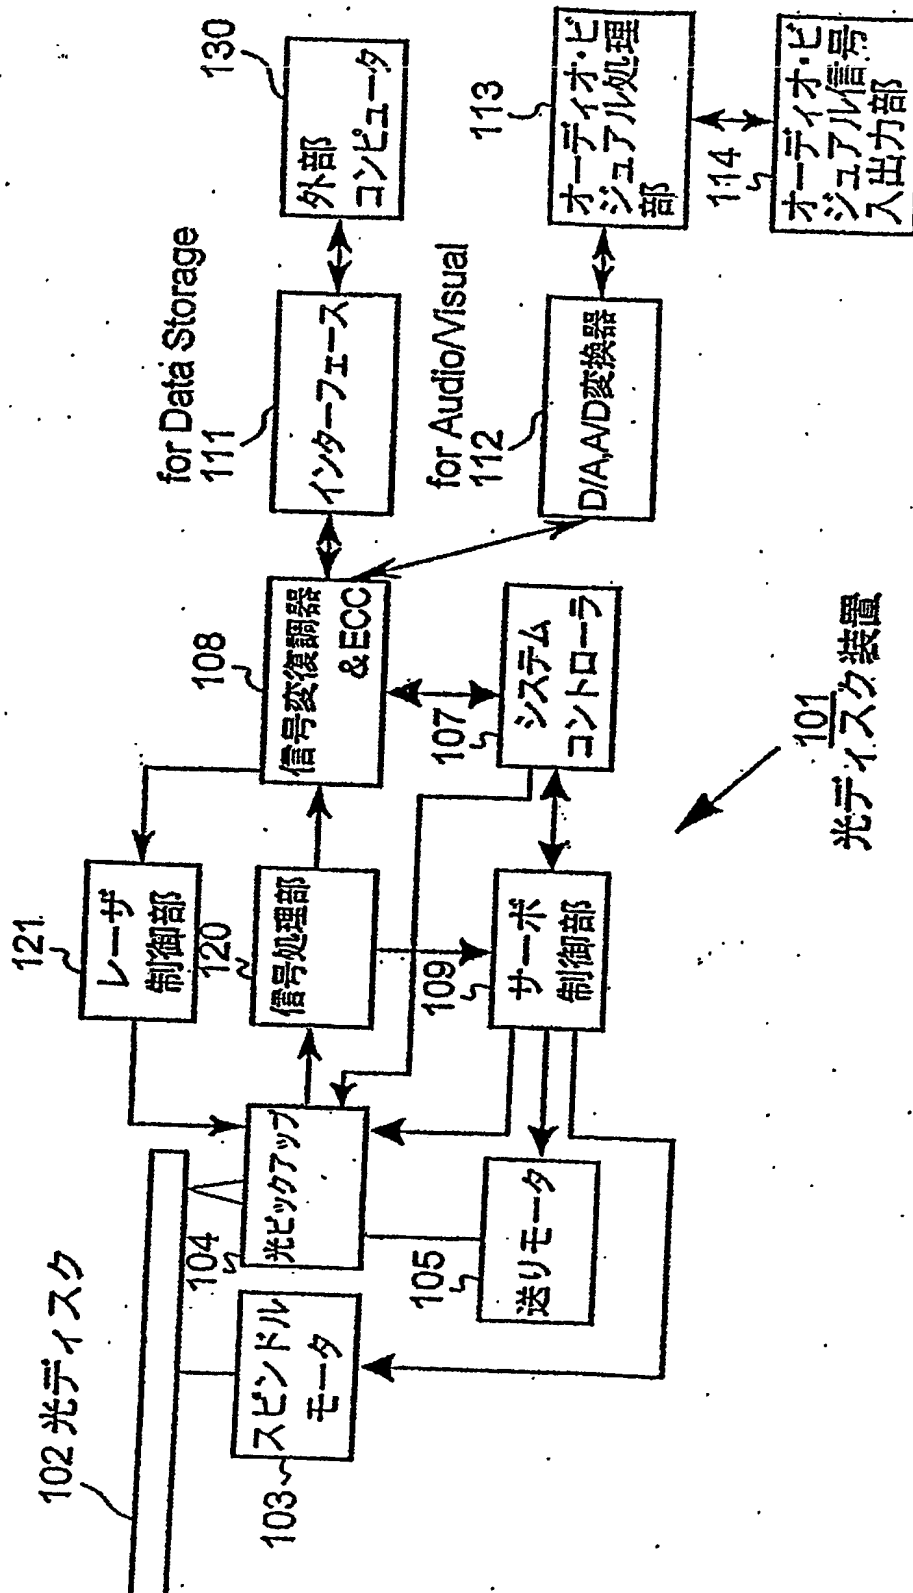 102 光ディスク
103
スピンドル
モータ
104
光ピックアップ
105
送りモータ
121
レーザ
制御部
120
信号処理部
109
サーボ
制御部
108
信号変復調器
&ECC
107
システム
コントローラ
for Data Storage
111
インターフェース
130
外部
コンピュータ
for Audio/Visual
112
D/A,A/D変換器
113
オーディオ・ビ
ジュアル処理
部
114
オーディオ・ビ
ジュアル信号
入出力部
101
光ディスク装置